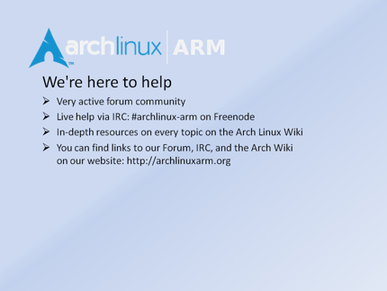 archlinux ARM
TM
We're here to help
Very active forum community
Live help via IRC: #archlinux-arm on Freenode
In-depth resources on every topic on the Arch Linux Wiki
You can find links to our Forum, IRC, and the Arch Wiki
on our website: http://archlinuxarm.org